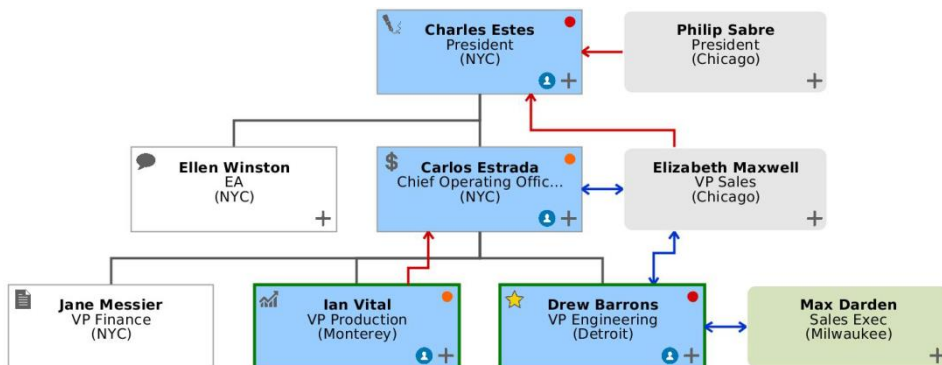 Charles Estes
President
(NYC)
Philip Sabre
President
(Chicago)
Ellen Winston
EA
(NYC)
$
Carlos Estrada
Chief Operating Offic...
(NYC)
Elizabeth Maxwell
VP Sales
(Chicago)
Jane Messier
VP Finance
(NYC)
Ian Vital
VP Production
(Monterey)
Drew Barrons
VP Engineering
(Detroit)
Max Darden
Sales Exec
(Milwaukee)